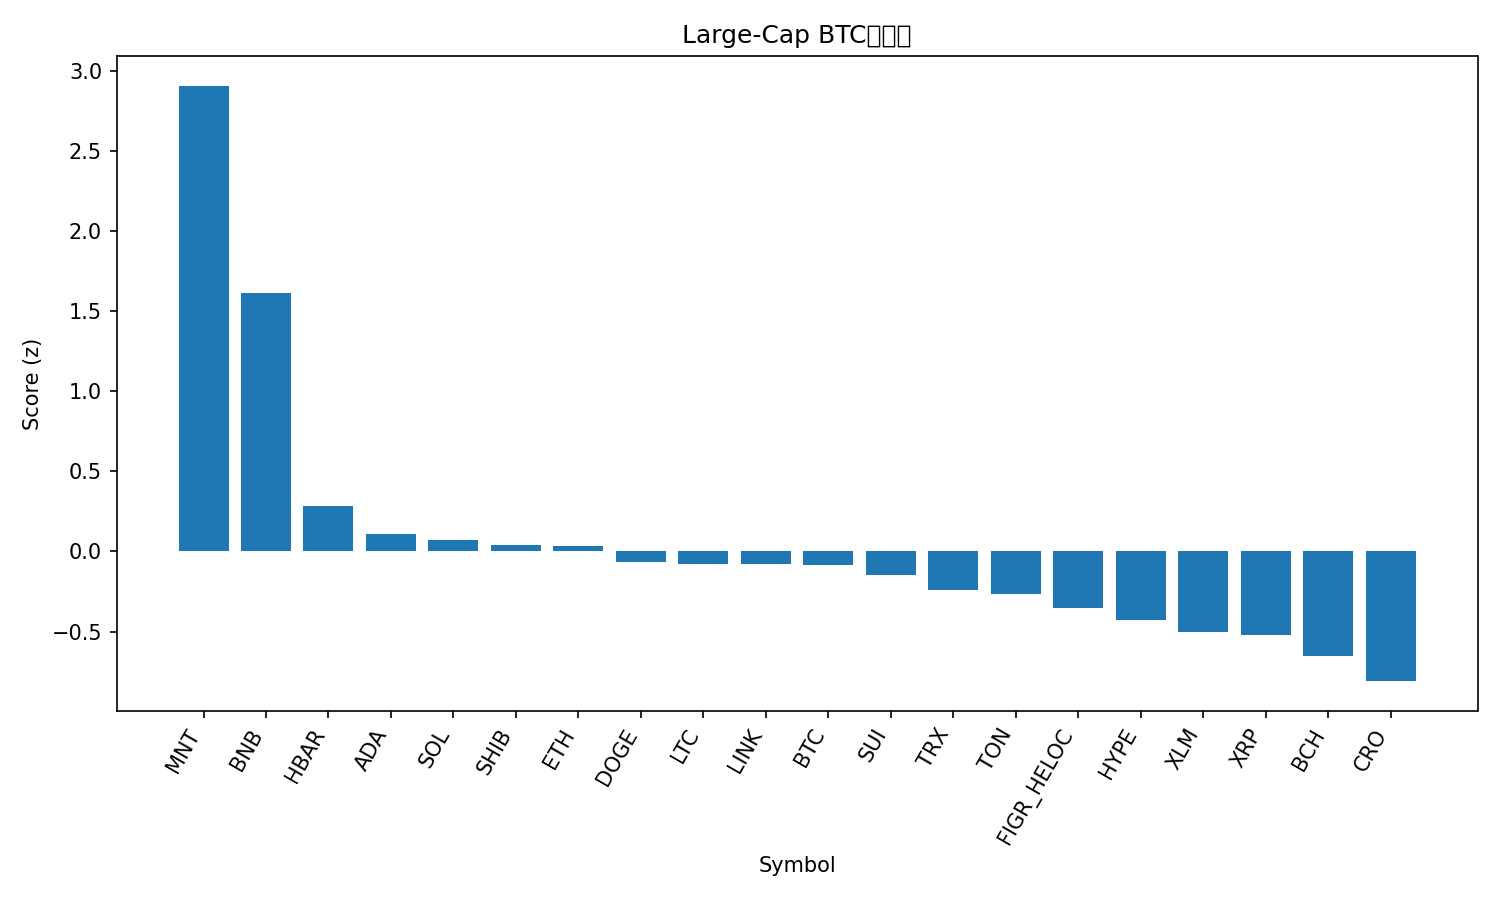 Large-Cap BTC
Score (z)
3.0
2.5
2.0
1.5
1.0
0.5
0.0
−0.5
MNT
BNB
HBAR
ADA
SOL
SHIB
ETH
DOGE
LTC
LINK
BTC
SUI
TRX
TON
FIGR_HELOC
HYPE
XLM
XRP
BCH
CRO
Symbol